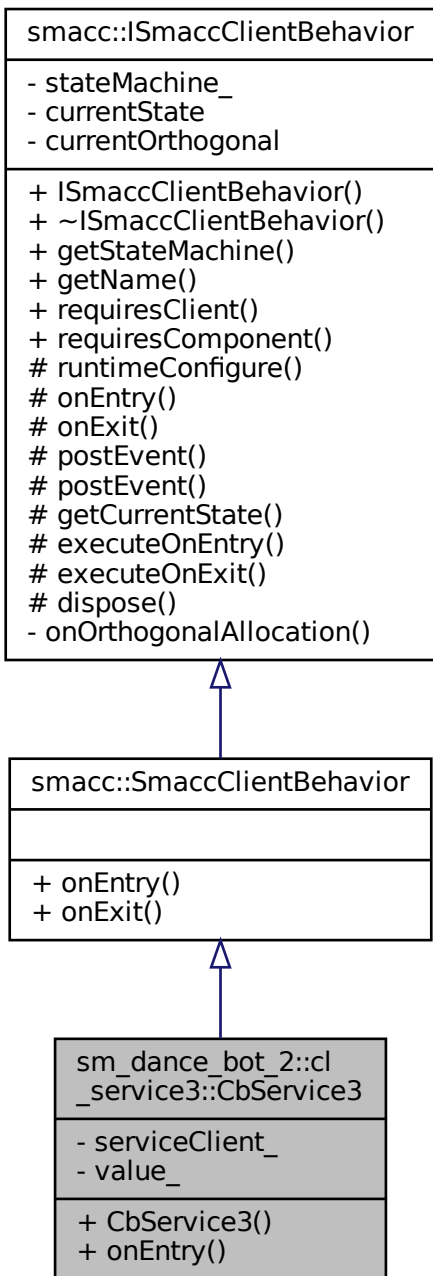 smacc::ISmaccClientBehavior
- stateMachine_
- currentState
- currentOrthogonal
+ ISmaccClientBehavior()
+ ~ISmaccClientBehavior()
+ getStateMachine()
+ getName()
+ requiresClient()
+ requiresComponent()
# runtimeConfigure()
# onEntry()
# onExit()
# postEvent()
# postEvent()
# getCurrentState()
# executeOnEntry()
# executeOnExit()
# dispose()
- onOrthogonalAllocation()
smacc::SmaccClientBehavior
+ onEntry()
+ onExit()
sm_dance_bot_2::cl
_service3::CbService3
- serviceClient_
- value_
+ CbService3()
+ onEntry()